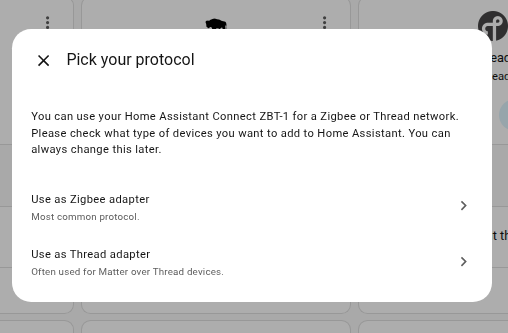 Pick your protocol
You can use your Home Assistant Connect ZBT-1 for a Zigbee or Thread network.
Please check what type of devices you want to add to Home Assistant. You can
always change this later.
Use as Zigbee adapter
Most common protocol.
Use as Thread adapter
Often used for Matter over Thread devices.